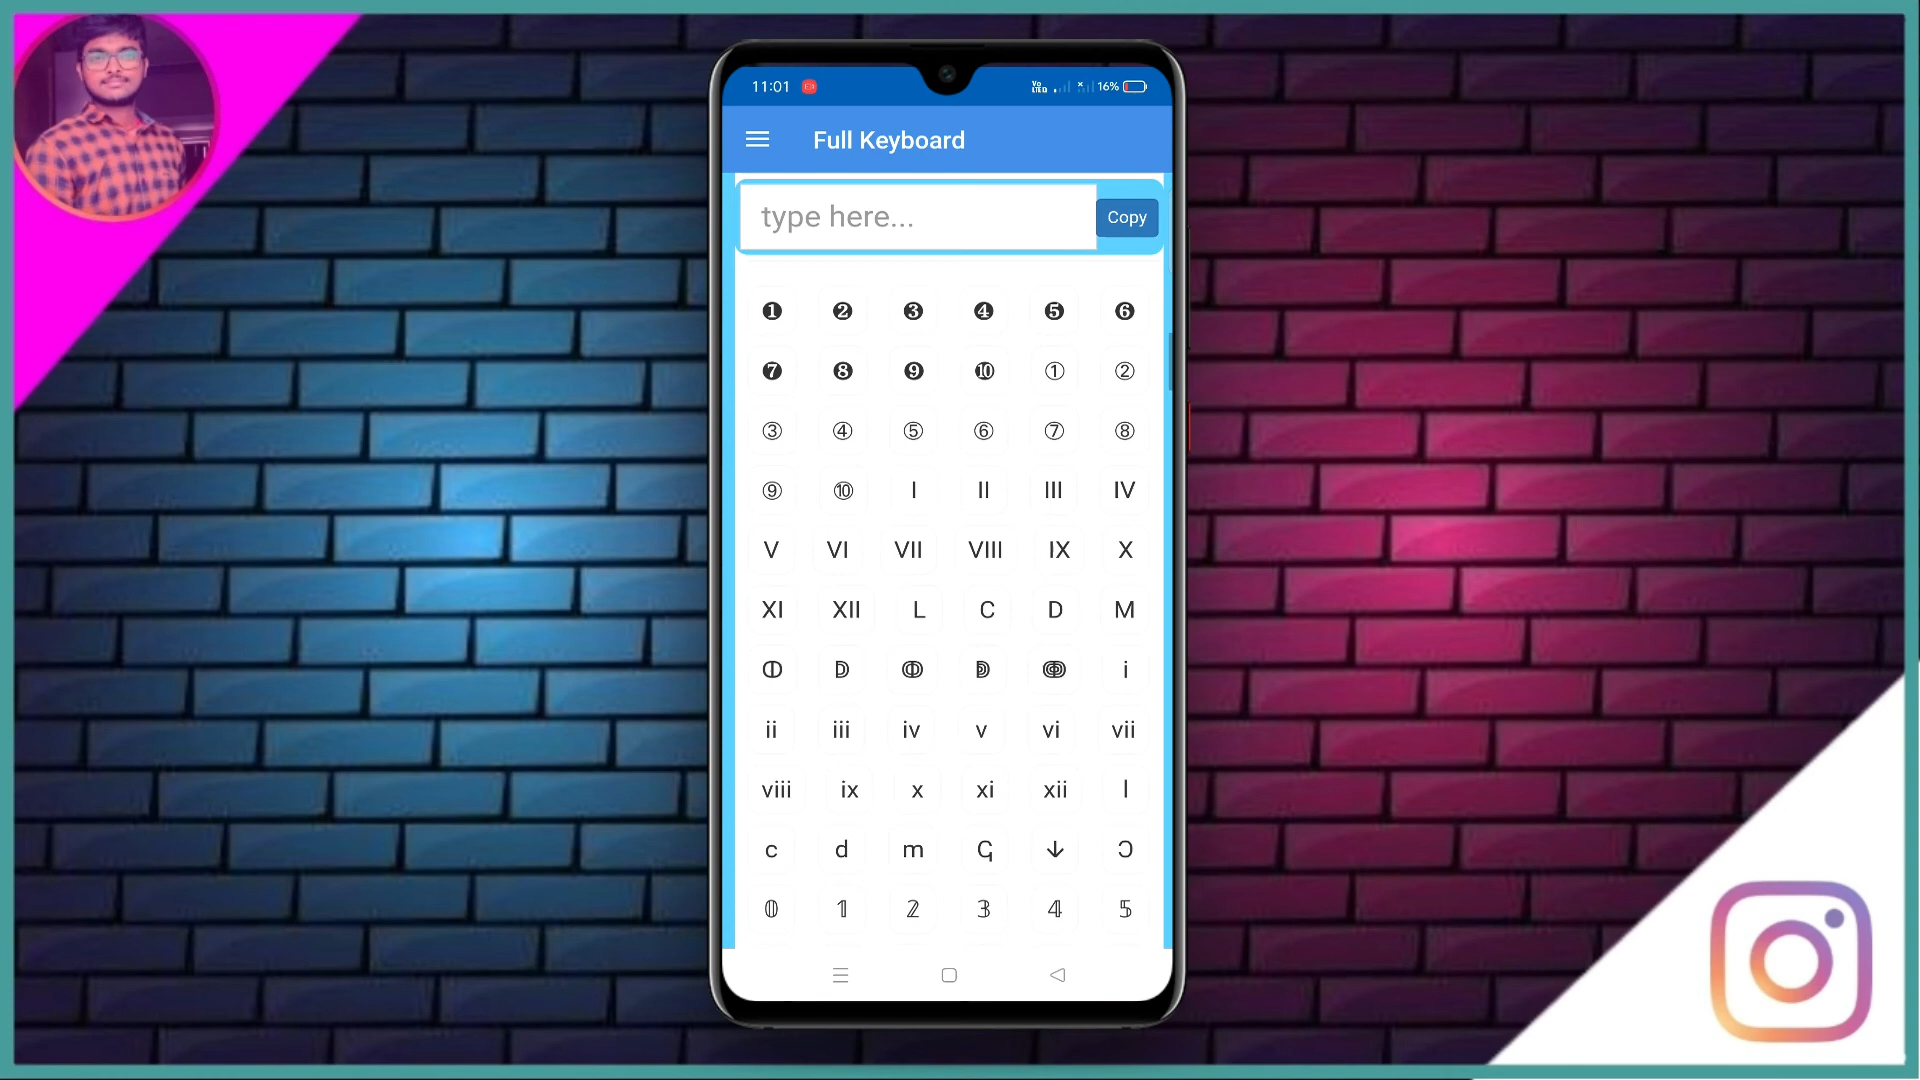 11:01 Vo LTE 16%
Full Keyboard
type here... Copy
❶ ❷ ❸ ❹ ❺ ❻
❼ ❽ ❾ ❿ ① ②
③ ④ ⑤ ⑥ ⑦ ⑧
⑨ ⑩ Ⅰ Ⅱ Ⅲ Ⅳ
Ⅴ Ⅵ Ⅶ Ⅷ Ⅸ Ⅹ
Ⅺ Ⅻ Ⅼ Ⅽ Ⅾ Ⅿ
ↀ ↁ ↂ ↇ ↈ ⅰ
ⅱ ⅲ ⅳ ⅴ ⅵ ⅶ
ⅷ ⅸ ⅹ ⅺ ⅻ ⅼ
ⅽ ⅾ ⅿ ↅ ↓ Ↄ
𝟘 𝟙 𝟚 𝟛 𝟜 𝟝